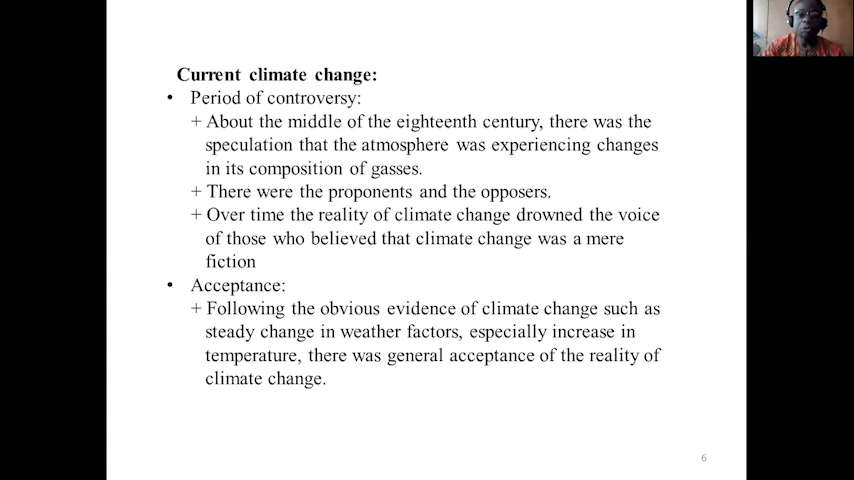 Current climate change:
• Period of controversy:
+ About the middle of the eighteenth century, there was the
speculation that the atmosphere was experiencing changes
in its composition of gasses.
+ There were the proponents and the opposers.
+ Over time the reality of climate change drowned the voice
of those who believed that climate change was a mere
fiction
• Acceptance:
+ Following the obvious evidence of climate change such as
steady change in weather factors, especially increase in
temperature, there was general acceptance of the reality of
climate change.
6